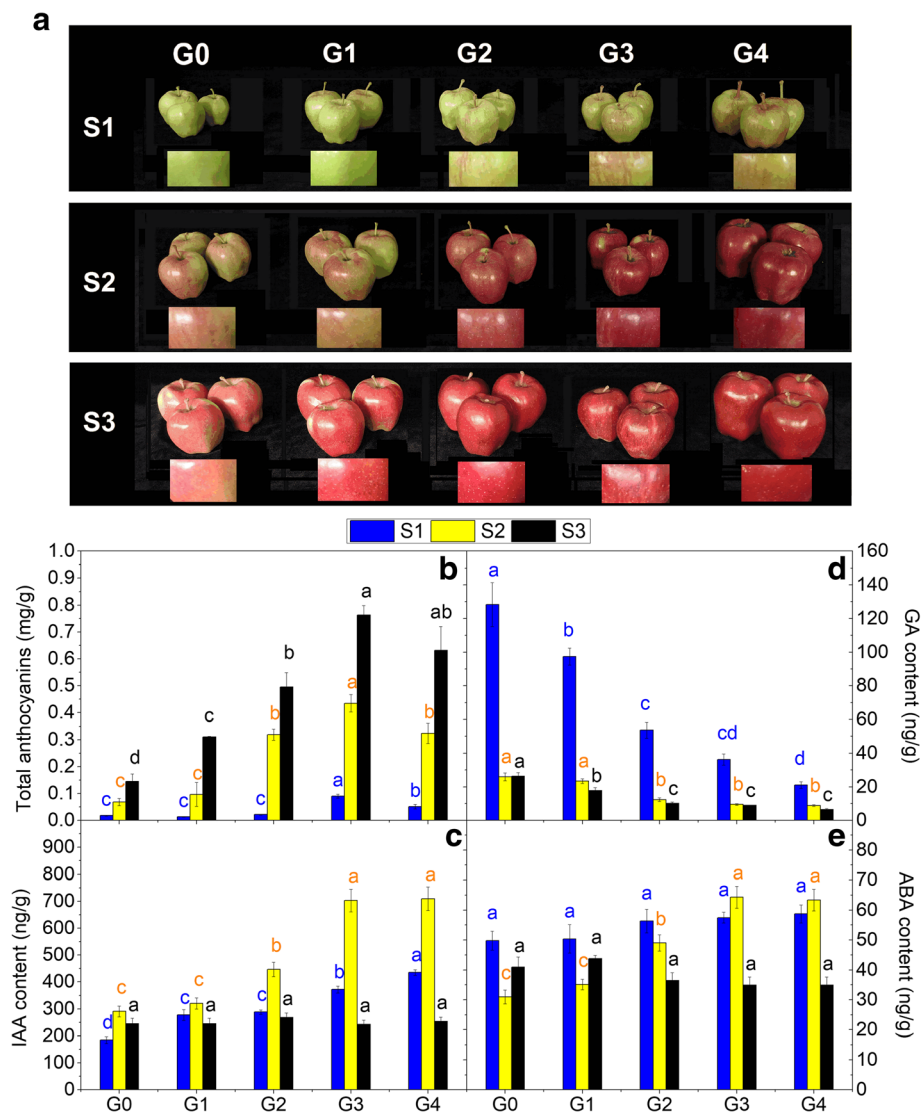 a
G0 G1 G2 G3 G4
S1
S2
S3
S1 S2 S3
b
Total anthocyanins (mg/g)
1.0
0.9
0.8
0.7
0.6
0.5
0.4
0.3
0.2
0.1
0.0
c c d
c c c
c b b
a a a
b b ab
d
GA content (ng/g)
160
140
120
100
80
60
40
20
0
a a a
b a b
c b c
cd b c
d b c
c
IAA content (ng/g)
900
800
700
600
500
400
300
200
100
0
d c a
c c a
c b a
b a a
a a a
G0 G1 G2 G3 G4
e
ABA content (ng/g)
80
70
60
50
40
30
20
10
0
a c a
a c a
a b a
a a a
a a a
G0 G1 G2 G3 G4